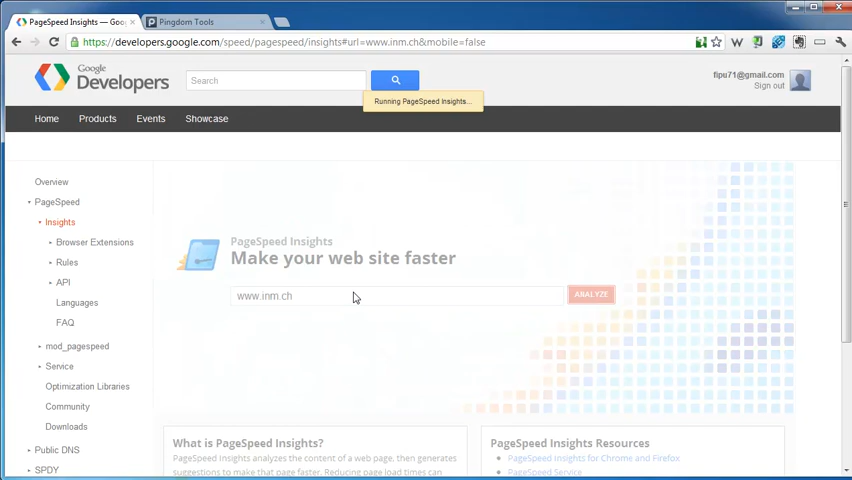 PageSpeed Insights — Goo
Pingdom Tools
https://developers.google.com/speed/pagespeed/insights#url=www.inm.ch&mobile=false
Google
Developers
Search
fipu71@gmail.com
Sign out
Running PageSpeed Insights...
Home
Products
Events
Showcase
Overview
PageSpeed
Insights
Browser Extensions
Rules
API
Languages
FAQ
mod_pagespeed
Service
Optimization Libraries
Community
Downloads
Public DNS
SPDY
PageSpeed Insights
Make your web site faster
www.inm.ch
ANALYZE
What is PageSpeed Insights?
PageSpeed Insights analyzes the content of a web page, then generates
suggestions to make that page faster. Reducing page load times can
PageSpeed Insights Resources
PageSpeed Insights for Chrome and Firefox
PageSpeed Service